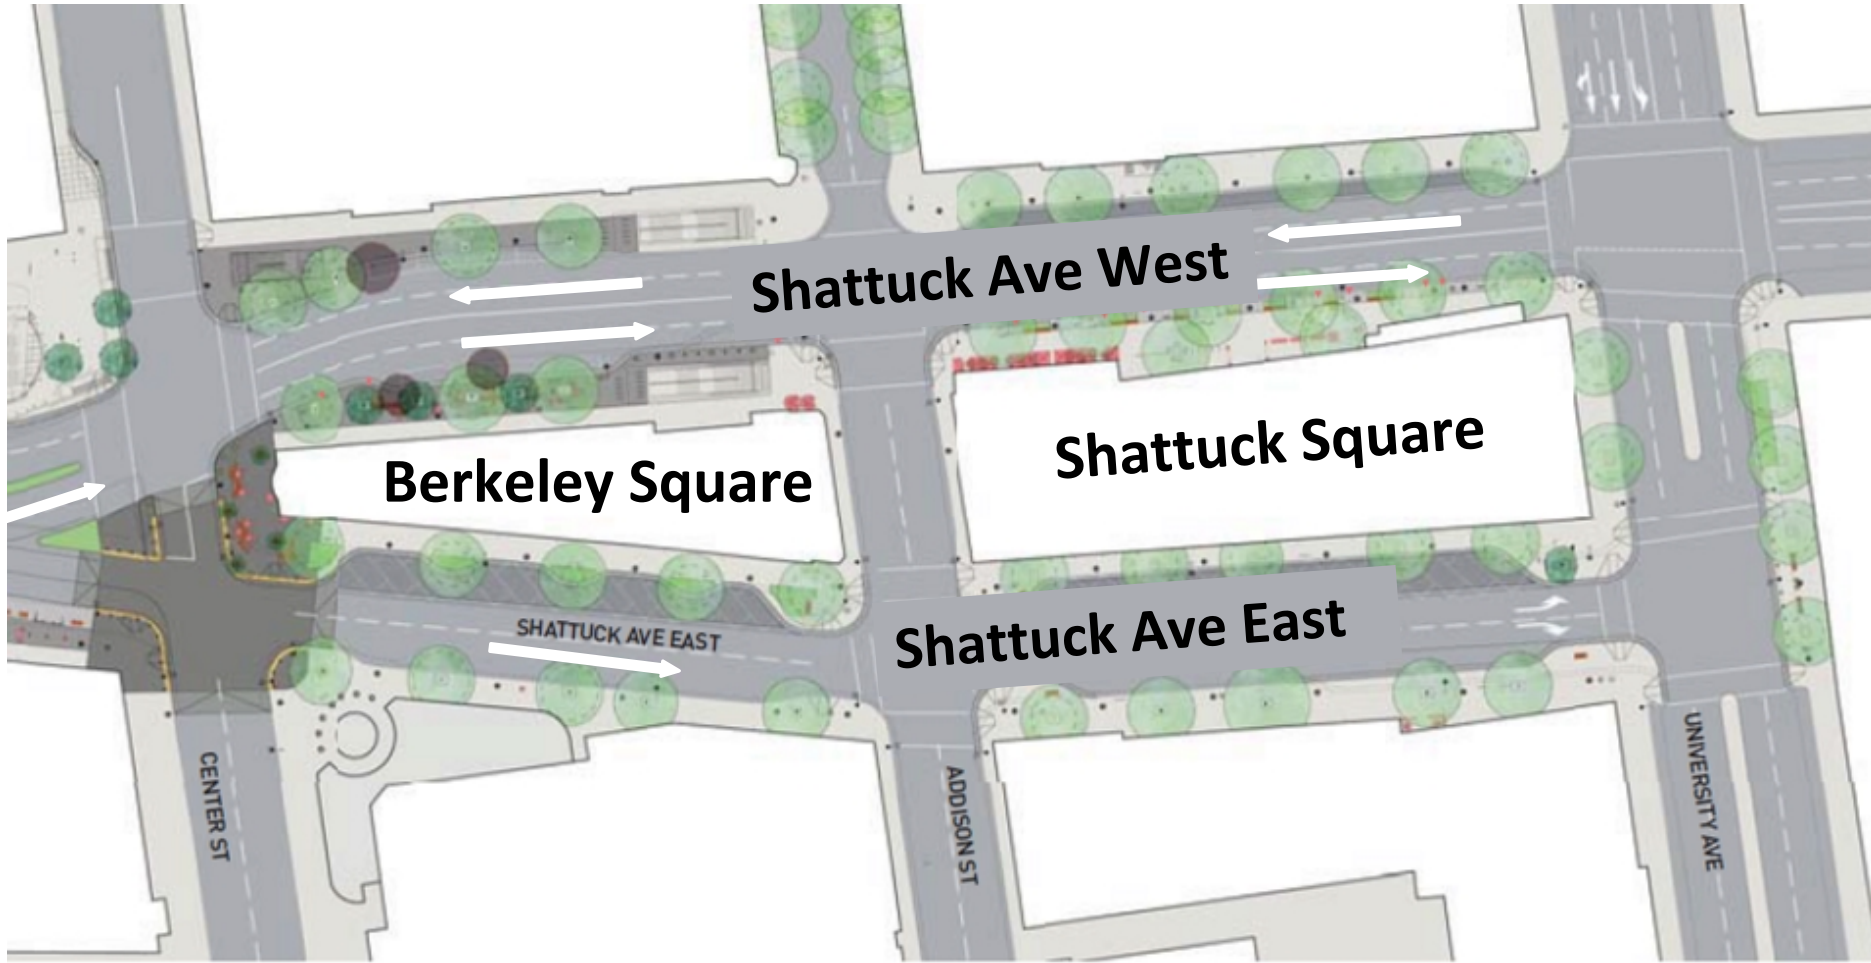 Shattuck Ave West
Shattuck Square
Berkeley Square
Shattuck Ave East
SHATTUCK AVE EAST
CENTER ST
ADDISON ST
UNIVERSITY AVE